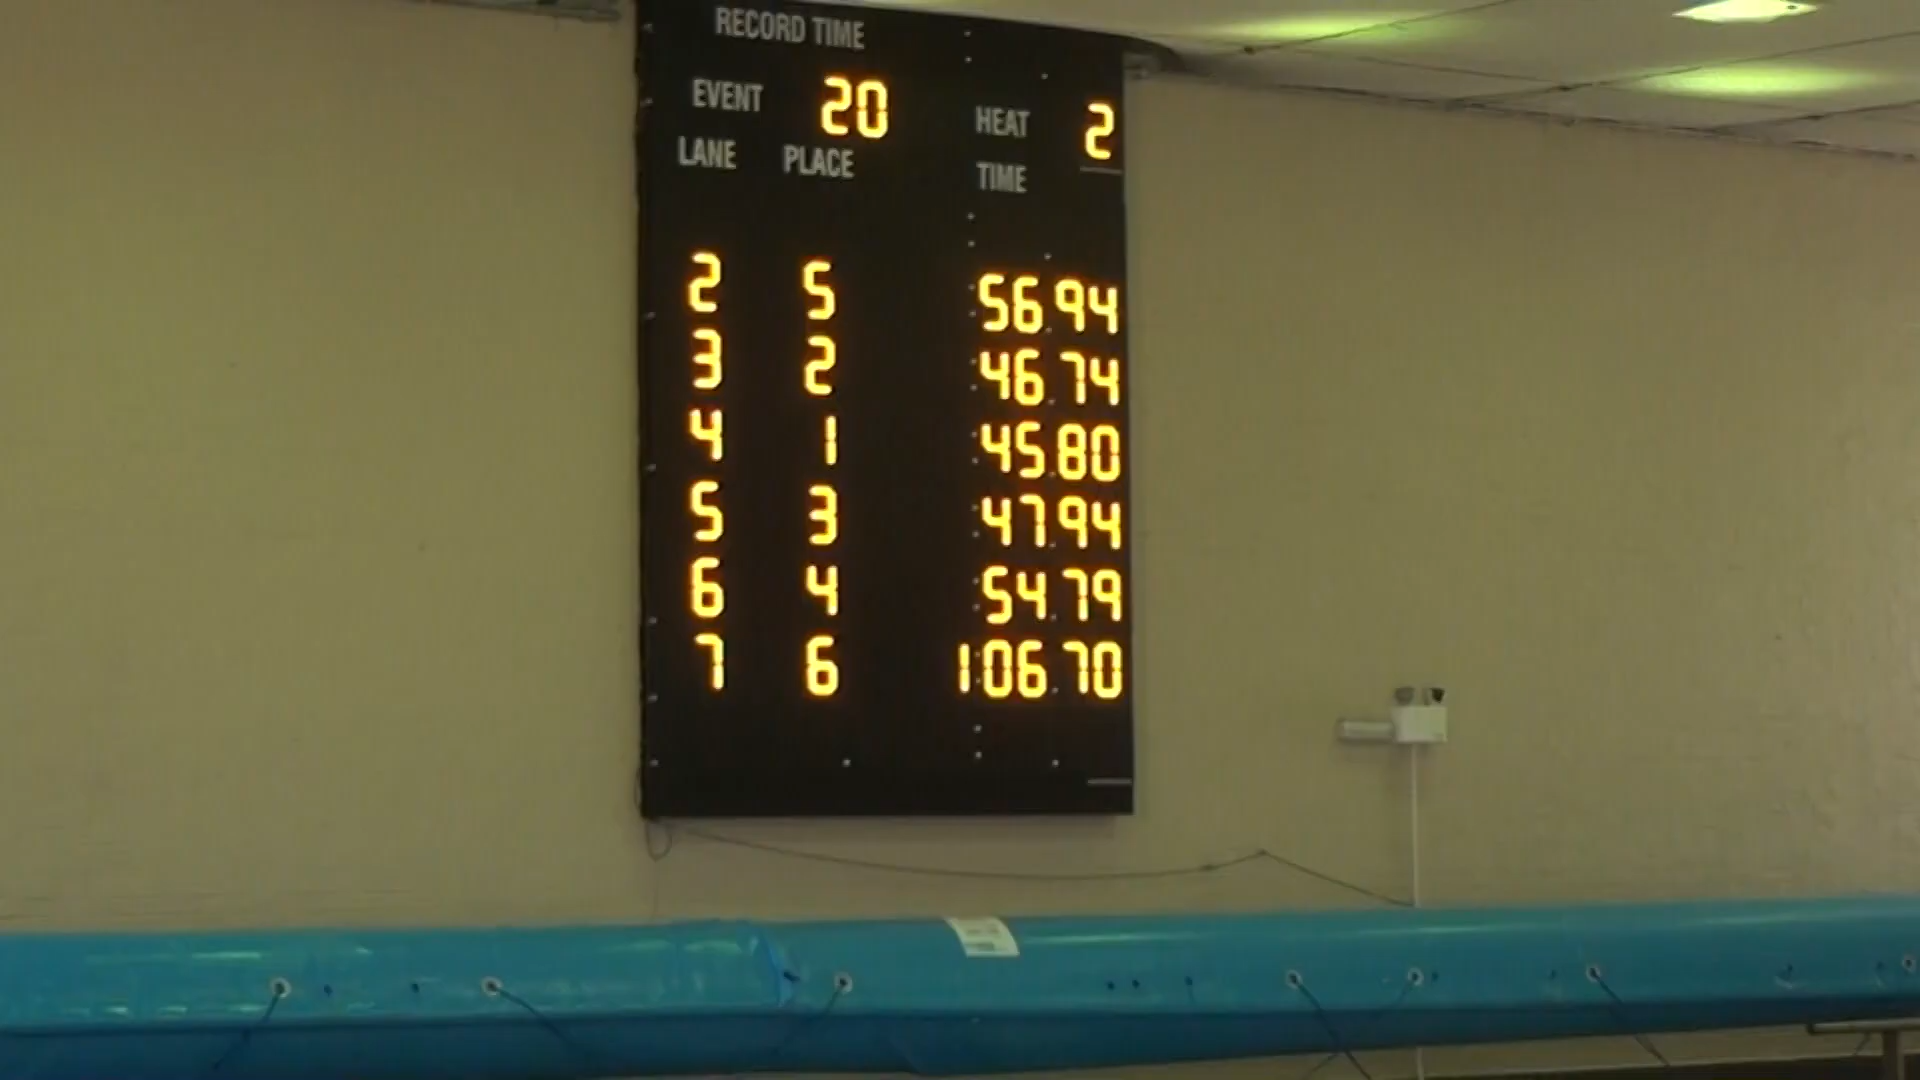 RECORD TIME
EVENT 20 HEAT 2
LANE PLACE TIME
2 5 56.94
3 2 46.74
4 1 45.80
5 3 47.94
6 4 54.79
7 6 1:06.70